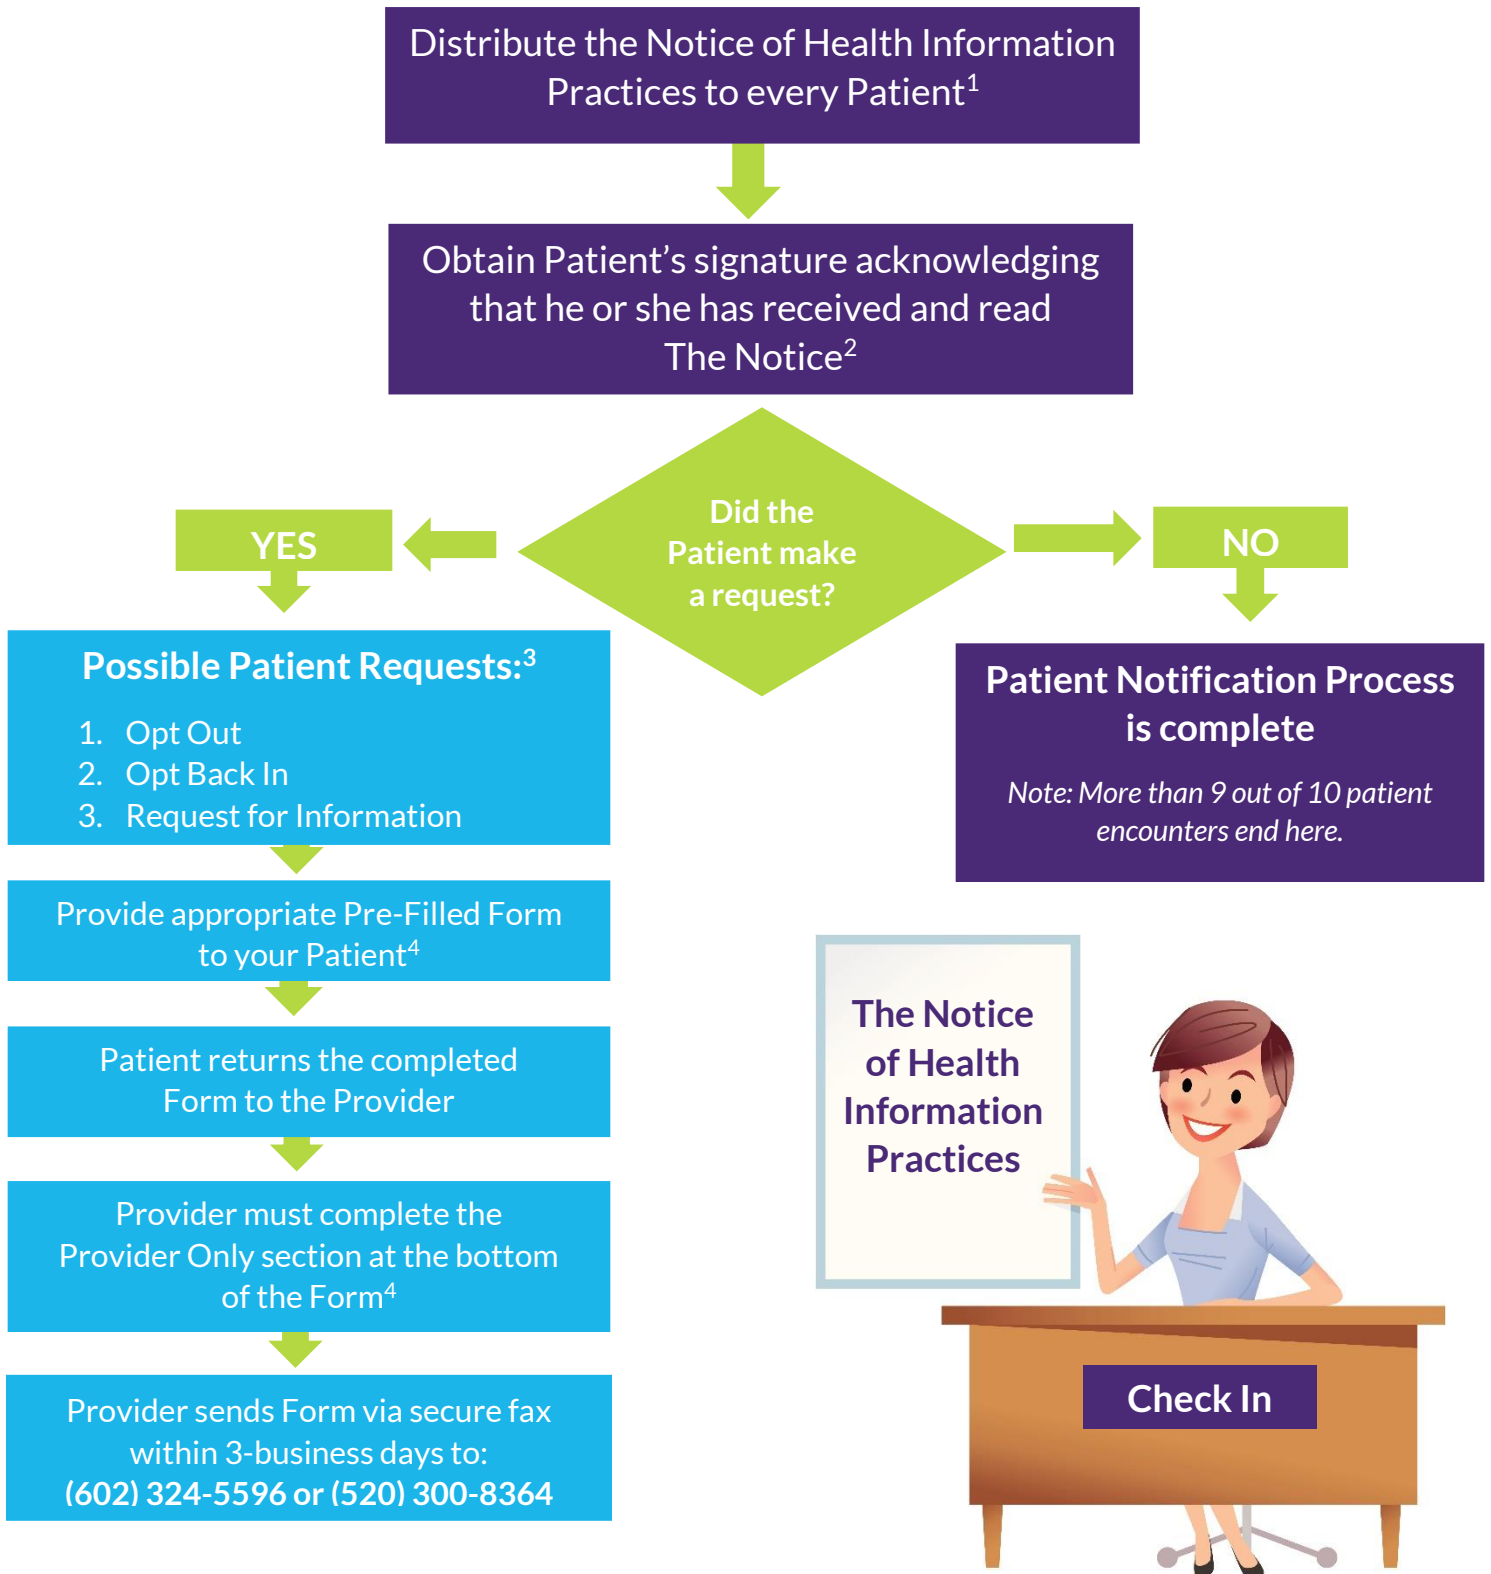 Distribute the Notice of Health Information
Practices to every Patient¹
Obtain Patient's signature acknowledging
that he or she has received and read
The Notice²
Did the
Patient make
a request?
YES
NO
Possible Patient Requests:³
1. Opt Out
2. Opt Back In
3. Request for Information
Patient Notification Process
is complete
Note: More than 9 out of 10 patient
encounters end here.
Provide appropriate Pre-Filled Form
to your Patient⁴
Patient returns the completed
Form to the Provider
Provider must complete the
Provider Only section at the bottom
of the Form⁴
Provider sends Form via secure fax
within 3-business days to:
(602) 324-5596 or (520) 300-8364
The Notice
of Health
Information
Practices
Check In